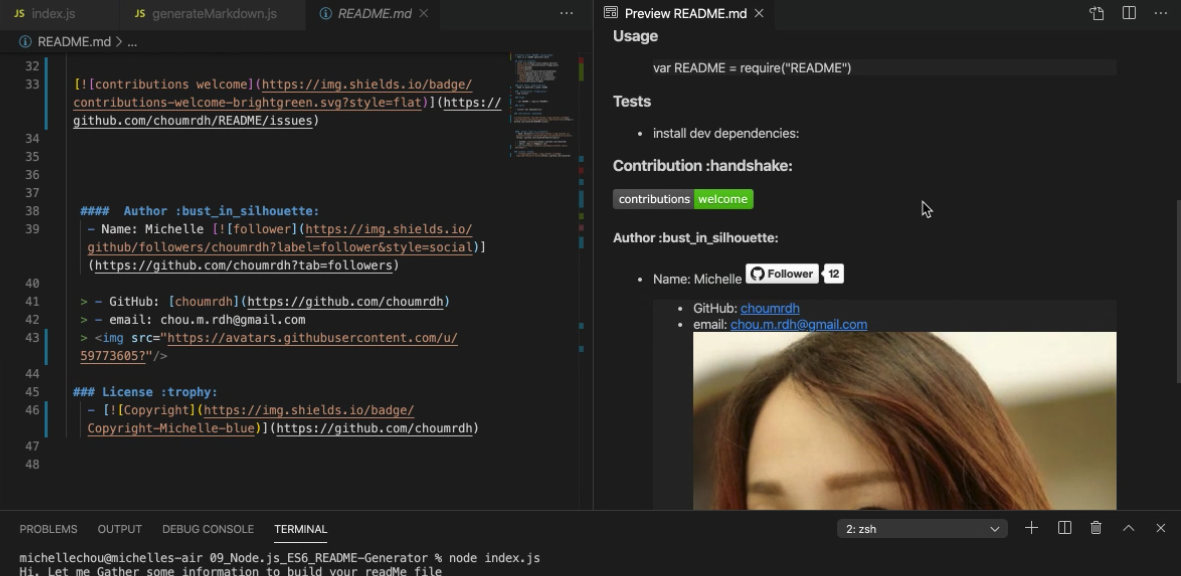 JS index.js
JS generateMarkdown.js
README.md
Preview README.md
README.md > ...
32
33 [![contributions welcome](https://img.shields.io/badge/
contributions-welcome-brightgreen.svg?style=flat)](https://
github.com/choumrdh/README/issues)
34
35
36
37
38 ####  Author :bust_in_silhouette:
39 - Name: Michelle [![follower](https://img.shields.io/
github/followers/choumrdh?label=follower&style=social)]
(https://github.com/choumrdh?tab=followers)
40
41 > - GitHub: [choumrdh](https://github.com/choumrdh)
42 > - email: chou.m.rdh@gmail.com
43 > <img src="https://avatars.githubusercontent.com/u/
59773605?"/>
44
45 ### License :trophy:
46 - [![Copyright](https://img.shields.io/badge/
Copyright-Michelle-blue)](https://github.com/choumrdh)
47
48
Usage
var README = require("README")
Tests
• install dev dependencies:
Contribution :handshake:
contributions welcome
Author :bust_in_silhouette:
• Name: Michelle Follower 12
• GitHub: choumrdh
• email: chou.m.rdh@gmail.com
PROBLEMS OUTPUT DEBUG CONSOLE TERMINAL
2: zsh
michellechou@michelles-air 09_Node.js_ES6_README-Generator % node index.js
Hi. Let me Gather some information to build your readMe file